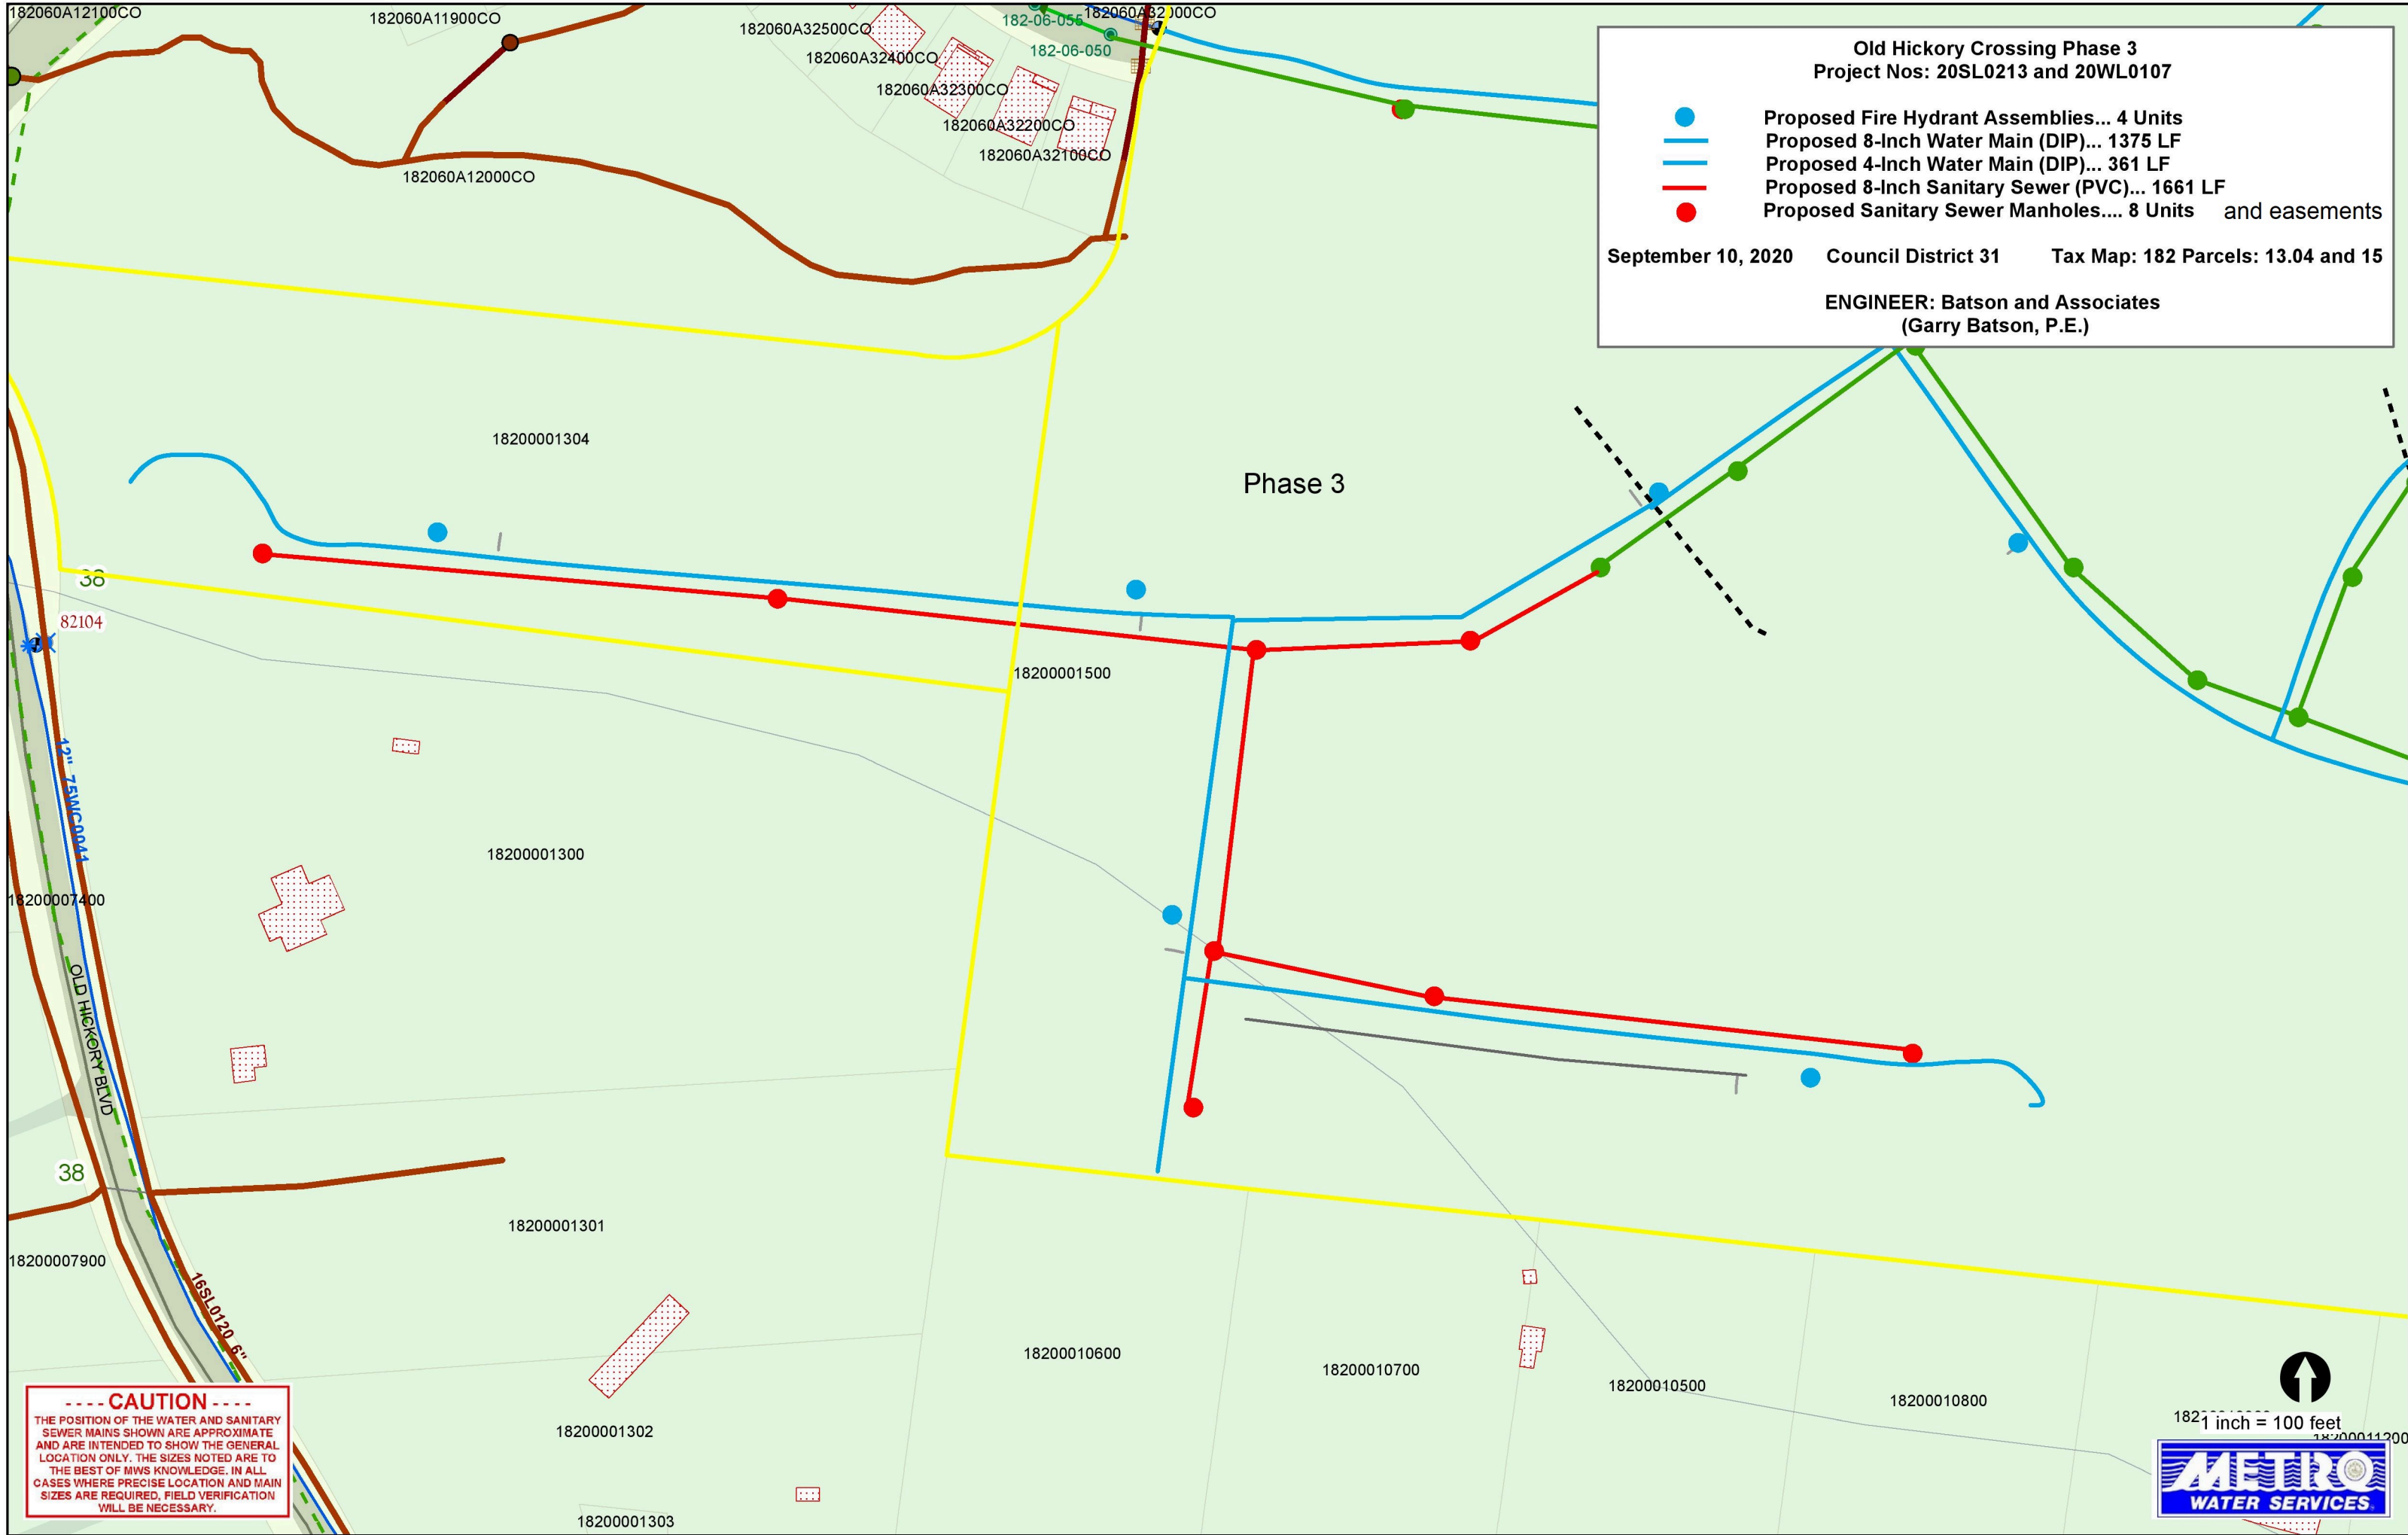 182060A12100CO
182060A11900CO
182060A32500CO
182-06-055
182060A32000CO
182-06-050
182060A32400CO
182060A32300CO
182060A32200CO
182060A32100CO
182060A12000CO
Old Hickory Crossing Phase 3
Project Nos: 20SL0213 and 20WL0107
Proposed Fire Hydrant Assemblies... 4 Units
Proposed 8-Inch Water Main (DIP)... 1375 LF
Proposed 4-Inch Water Main (DIP)... 361 LF
Proposed 8-Inch Sanitary Sewer (PVC)... 1661 LF
Proposed Sanitary Sewer Manholes.... 8 Units and easements
September 10, 2020 Council District 31 Tax Map: 182 Parcels: 13.04 and 15
ENGINEER: Batson and Associates
(Garry Batson, P.E.)
18200001304
Phase 3
38
82104
18200001500
12" 75WC0041
18200001300
18200007400
OLD HICKORY BLVD
38
18200001301
18200007900
16SL0120 6"
18200010600
18200010700
18200010500
18200010800
18200001302
18200001303
1 inch = 100 feet
18200011200
---- CAUTION ----
THE POSITION OF THE WATER AND SANITARY
SEWER MAINS SHOWN ARE APPROXIMATE
AND ARE INTENDED TO SHOW THE GENERAL
LOCATION ONLY. THE SIZES NOTED ARE TO
THE BEST OF MWS KNOWLEDGE. IN ALL
CASES WHERE PRECISE LOCATION AND MAIN
SIZES ARE REQUIRED, FIELD VERIFICATION
WILL BE NECESSARY.
METRO
WATER SERVICES